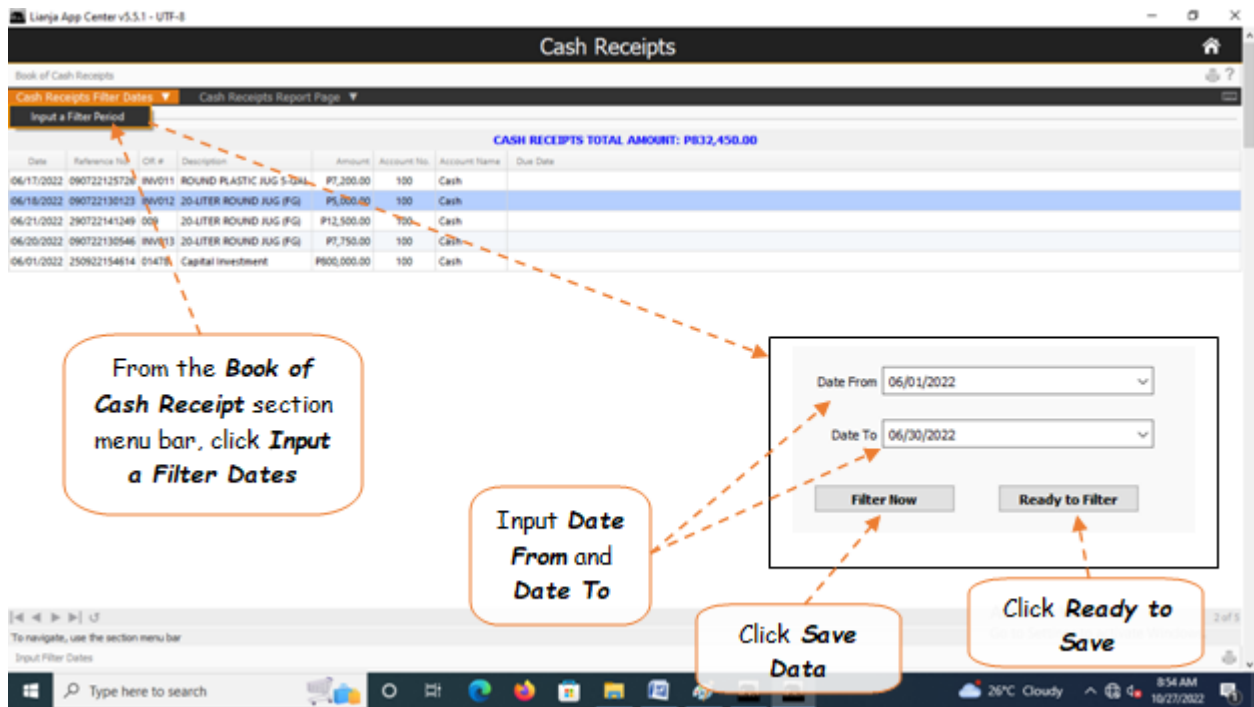 Lianja App Center v5.5.1 - UTF-8
Cash Receipts
Book of Cash Receipts
?
Cash Receipts Filter Dates ▼ Cash Receipts Report Page ▼
Input a Filter Period
CASH RECEIPTS TOTAL AMOUNT: P832,450.00
Date Reference No. OR # Description Amount Account No. Account Name Due Date
06/17/2022 090722125726 INV011 ROUND PLASTIC JUG 5-GAL P7,200.00 100 Cash
06/18/2022 090722130123 INV012 20-LITER ROUND JUG (FG) P5,000.00 100 Cash
06/21/2022 290722141249 009 20-LITER ROUND JUG (FG) P12,500.00 100 Cash
06/20/2022 090722130546 INV013 20-LITER ROUND JUG (FG) P7,750.00 100 Cash
06/01/2022 250922154614 01478 Capital Investment P800,000.00 100 Cash
From the Book of
Cash Receipt section
menu bar, click Input
a Filter Dates
Date From 06/01/2022
Date To 06/30/2022
Filter Now Ready to Filter
Input Date
From and
Date To
Click Save
Data
Click Ready to
Save
2 of 5
To navigate, use the section menu bar
Input Filter Dates
Type here to search
26°C Cloudy
8:54 AM
10/27/2022